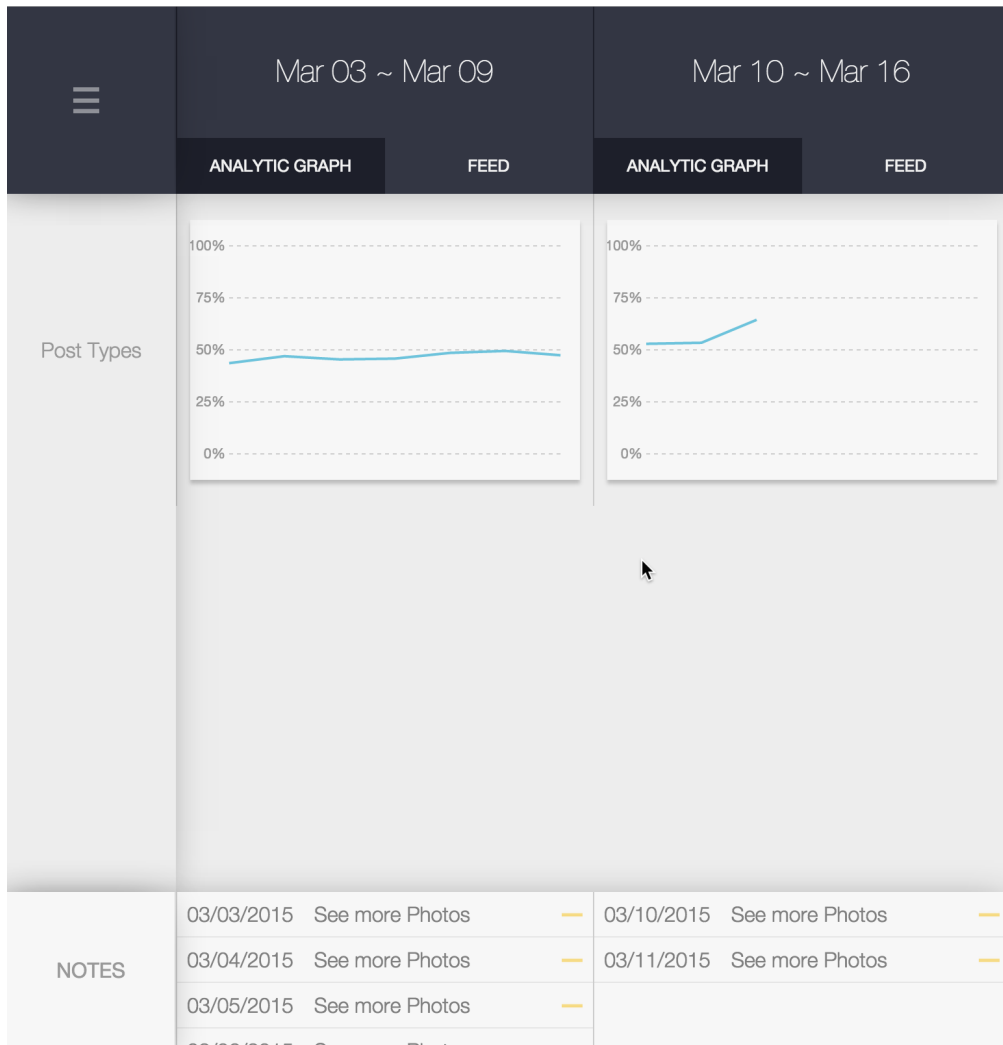 ☰
Mar 03 ~ Mar 09
Mar 10 ~ Mar 16
ANALYTIC GRAPH FEED
ANALYTIC GRAPH FEED
Post Types
100%
75%
50%
25%
0%
100%
75%
50%
25%
0%
NOTES
03/03/2015 See more Photos
03/04/2015 See more Photos
03/05/2015 See more Photos
03/10/2015 See more Photos
03/11/2015 See more Photos